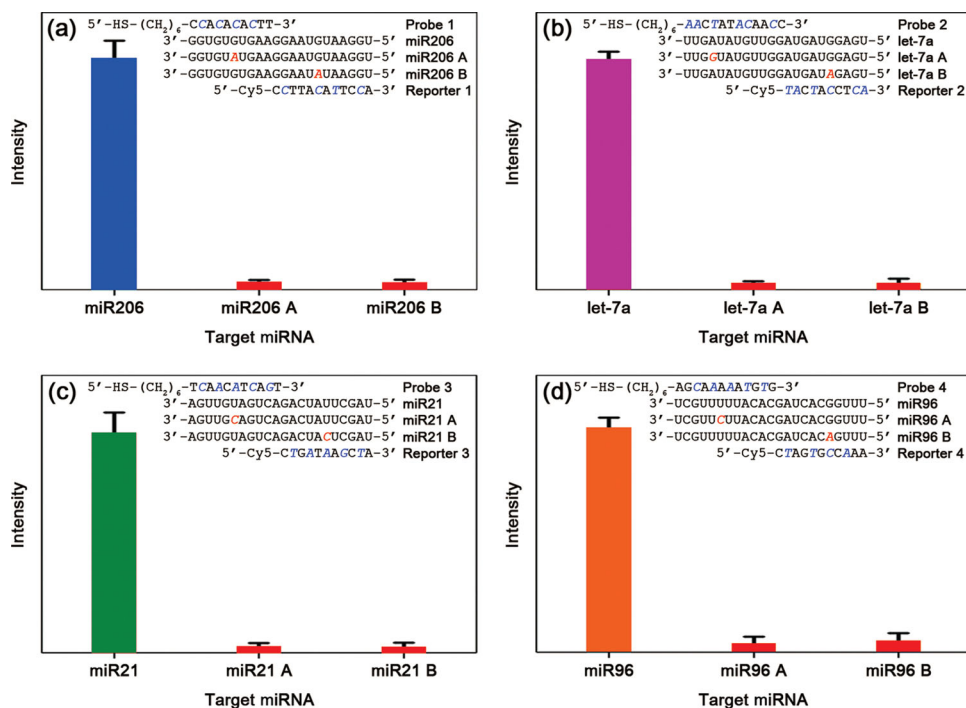 (a)
5′-HS-(CH2)6-CCACACACTT-3′ Probe 1
3′-GGUGUGUGAAGGAAUGUAAGGU-5′ miR206
3′-GGUGUAUGAAGGAAUGUAAGGU-5′ miR206 A
3′-GGUGUGUGAAGGAAUAUAAGGU-5′ miR206 B
5′-Cy5-CCTTACATTCCA-3′ Reporter 1
Intensity
miR206 miR206 A miR206 B
Target miRNA
(b)
5′-HS-(CH2)6-AACTATACAACC-3′ Probe 2
3′-UUGAUAUGUUGGAUGAUGGAGU-5′ let-7a
3′-UUGGUAUGUUGGAUGAUGGAGU-5′ let-7a A
3′-UUGAUAUGUUGGAUGAUAGAGU-5′ let-7a B
5′-Cy5-TACTACCTCA-3′ Reporter 2
Intensity
let-7a let-7a A let-7a B
Target miRNA
(c)
5′-HS-(CH2)6-TCAACATCAGT-3′ Probe 3
3′-AGUUGUAGUCAGACUAUUCGAU-5′ miR21
3′-AGUUGCAGUCAGACUAUUCGAU-5′ miR21 A
3′-AGUUGUAGUCAGACUACUCGAU-5′ miR21 B
5′-Cy5-CTGATAAGCTA-3′ Reporter 3
Intensity
miR21 miR21 A miR21 B
Target miRNA
(d)
5′-HS-(CH2)6-AGCAAAAATGTG-3′ Probe 4
3′-UCGUUUUUACACGAUCACGGUUU-5′ miR96
3′-UCGUUCUUACACGAUCACGGUUU-5′ miR96 A
3′-UCGUUUUUACACGAUCACAGUUU-5′ miR96 B
5′-Cy5-CTAGTGCCAAA-3′ Reporter 4
Intensity
miR96 miR96 A miR96 B
Target miRNA